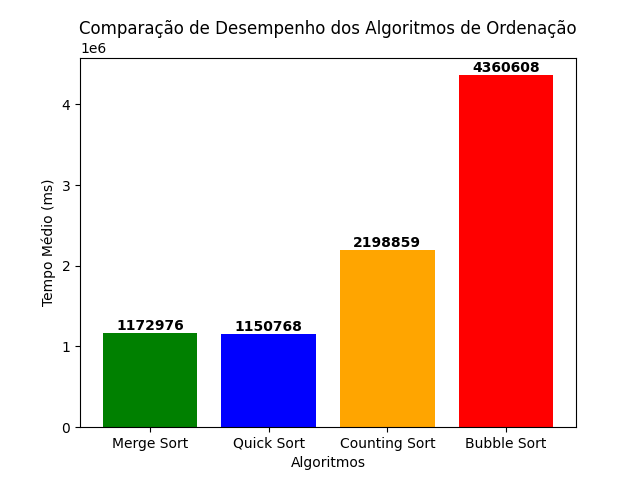 Comparação de Desempenho dos Algoritmos de Ordenação
1e6
4360608
4
Tempo Médio (ms)
3
2198859
2
1172976
1150768
1
0
Merge Sort
Quick Sort
Counting Sort
Bubble Sort
Algoritmos